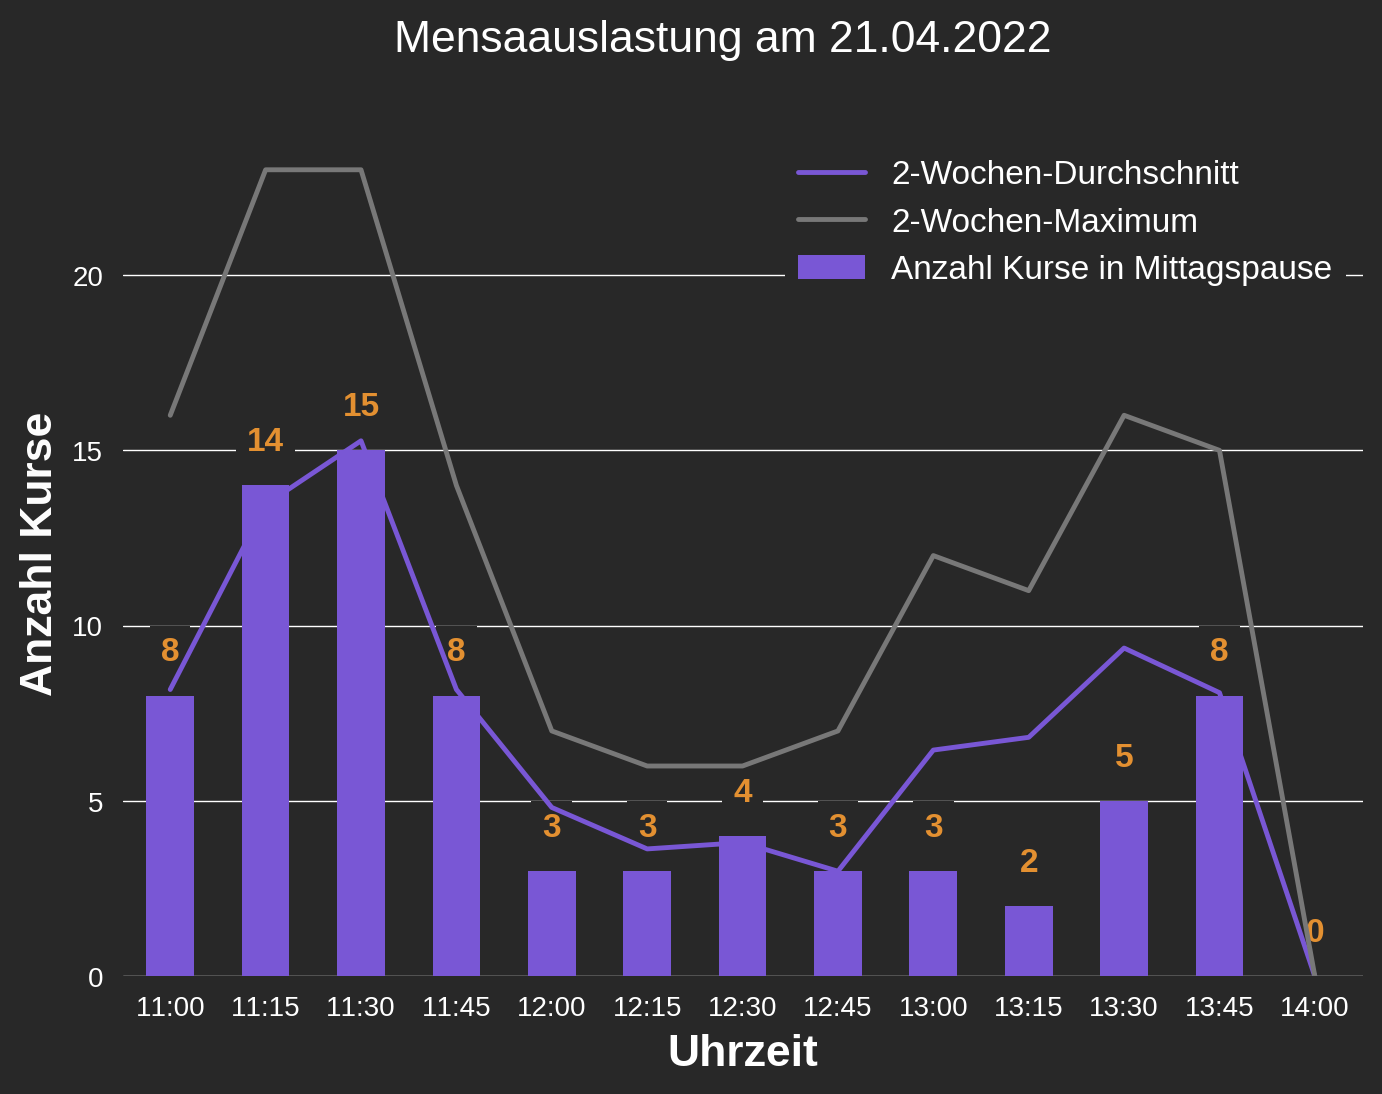 Mensaauslastung am 21.04.2022
2-Wochen-Durchschnitt
2-Wochen-Maximum
Anzahl Kurse in Mittagspause
Anzahl Kurse
20
15
10
5
0
8
14
15
8
3
3
4
3
3
2
5
8
0
11:00 11:15 11:30 11:45 12:00 12:15 12:30 12:45 13:00 13:15 13:30 13:45 14:00
Uhrzeit